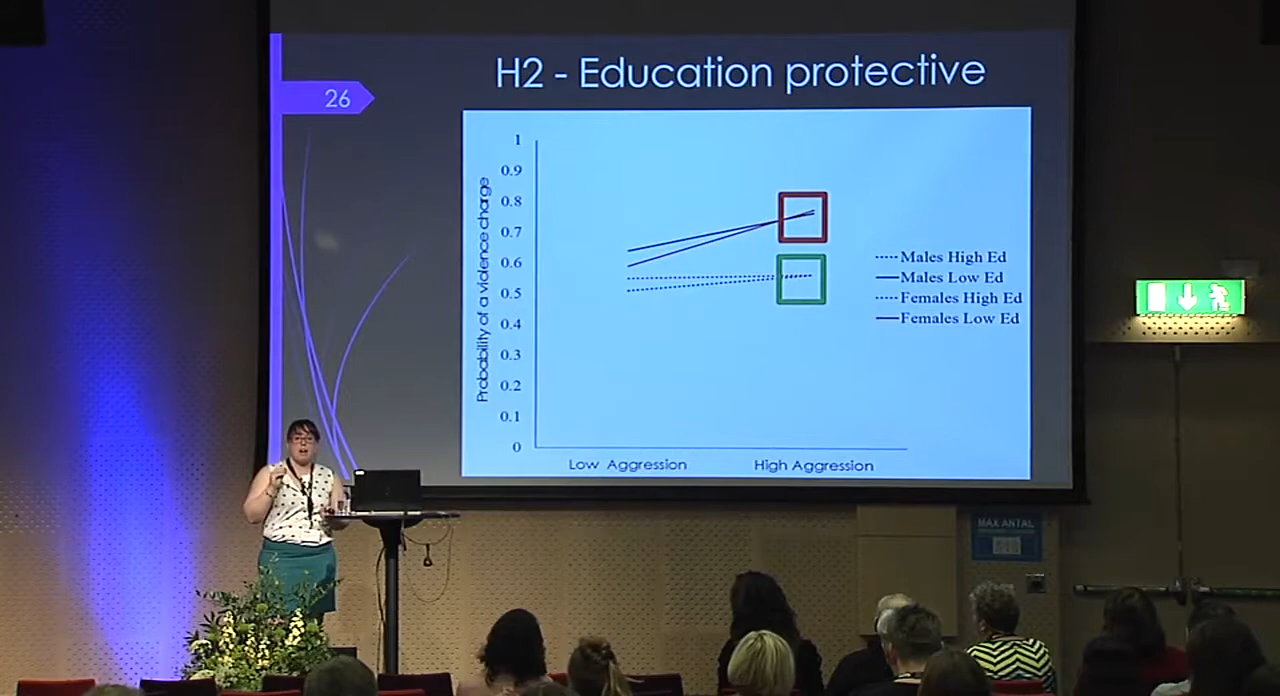 H2 - Education protective
26
Probability of a violence charge
1
0.9
0.8
0.7
0.6
0.5
0.4
0.3
0.2
0.1
0
Low Aggression
High Aggression
Males High Ed
Males Low Ed
Females High Ed
Females Low Ed
MAX ANTAL